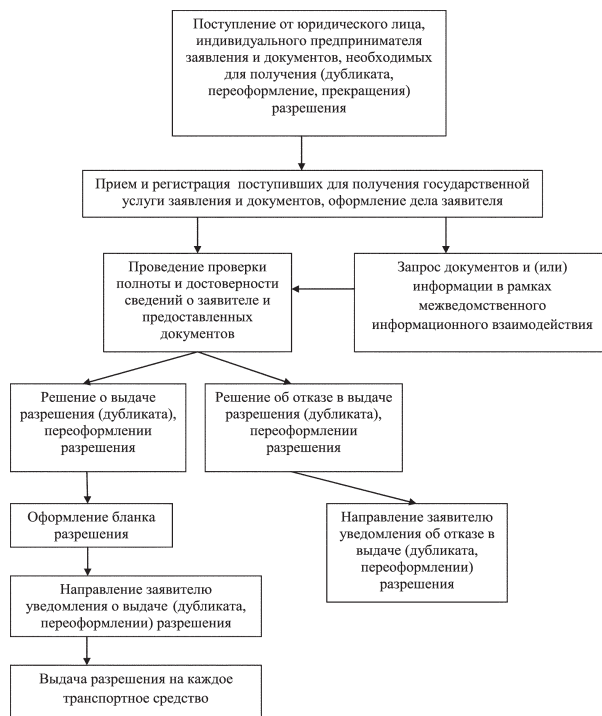 Поступление от юридического лица,
индивидуального предпринимателя
заявления и документов, необходимых
для получения (дубликата,
переоформление, прекращения)
разрешения
Прием и регистрация поступивших для получения государственной
услуги заявления и документов, оформление дела заявителя
Проведение проверки
полноты и достоверности
сведений о заявителе и
предоставленных
документов
Запрос документов и (или)
информации в рамках
межведомственного
информационного взаимодействия
Решение о выдаче
разрешения (дубликата),
переоформлении
разрешения
Решение об отказе в выдаче
разрешения (дубликата),
переоформлении
разрешения
Оформление бланка
разрешения
Направление заявителю
уведомления об отказе в
выдаче (дубликата,
переоформлении)
разрешения
Направление заявителю
уведомления о выдаче (дубликата,
переоформлении) разрешения
Выдача разрешения на каждое
транспортное средство